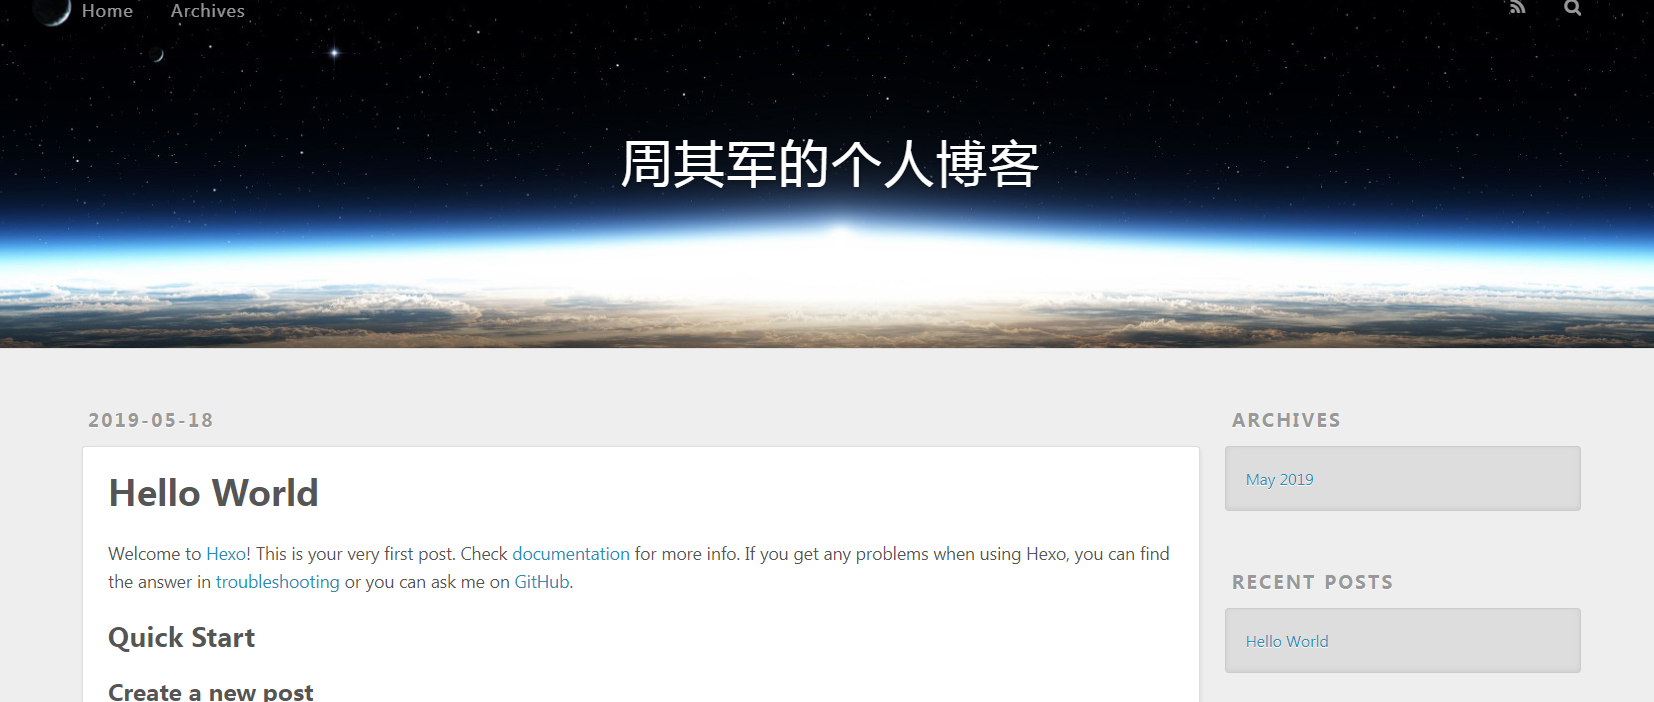 Home Archives
周其军的个人博客
2019-05-18
Hello World
Welcome to Hexo! This is your very first post. Check documentation for more info. If you get any problems when using Hexo, you can find
the answer in troubleshooting or you can ask me on GitHub.
Quick Start
Create a new post
ARCHIVES
May 2019
RECENT POSTS
Hello World